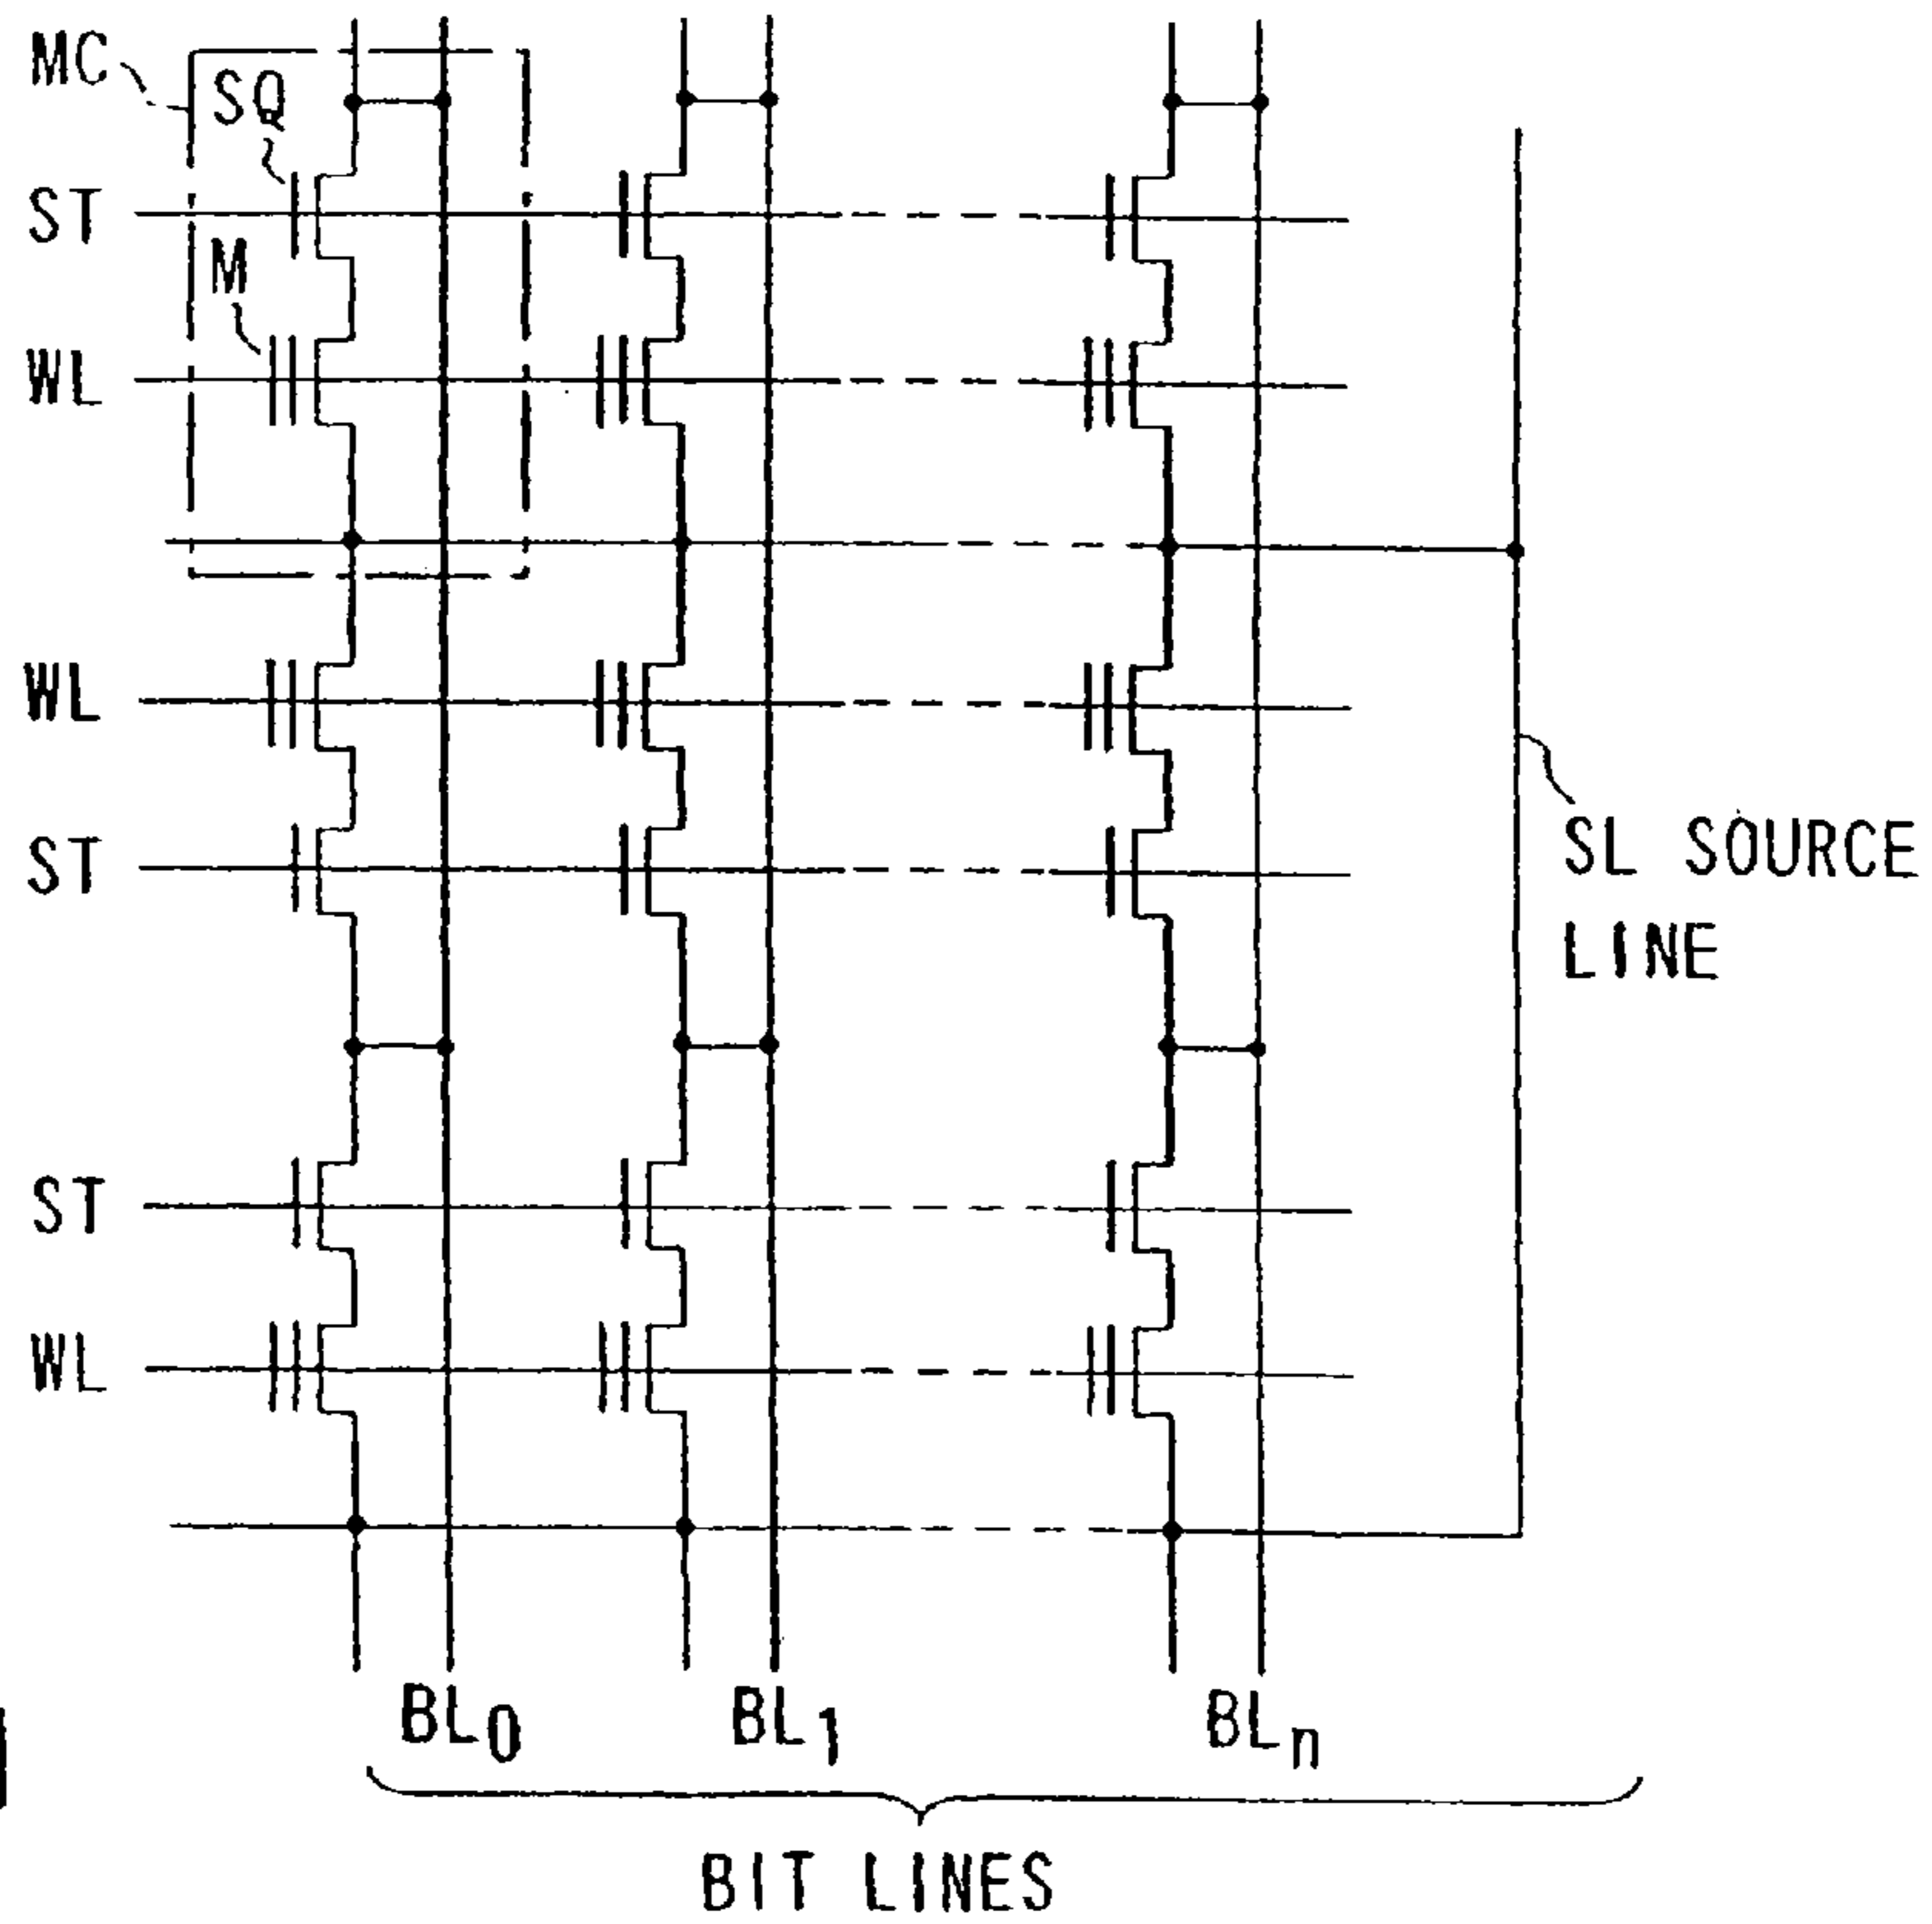 MC
SQ
ST
M
WL
WL
ST
SL SOURCE
LINE
ST
WL
BL0
BL1
BLn
BIT LINES